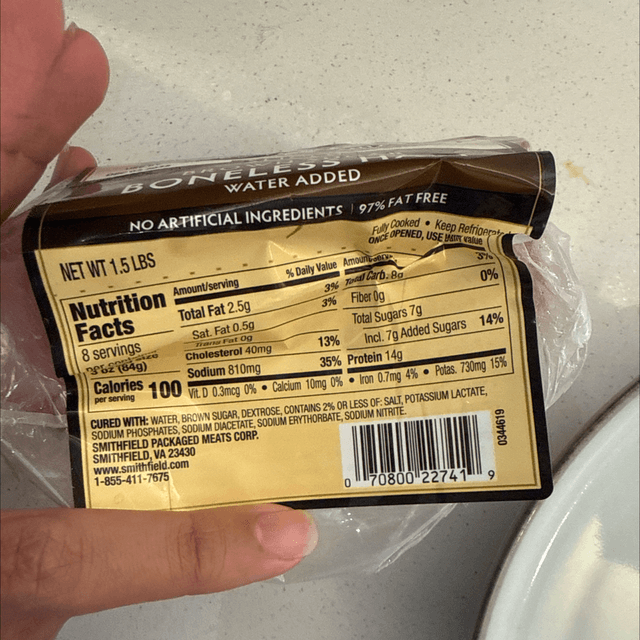 BONELESS
WATER ADDED
NO ARTIFICIAL INGREDIENTS | 97% FAT FREE
Fully Cooked • Keep Refrigerated
ONCE OPENED, USE
NET WT 1.5 LBS
Nutrition
Facts
8 servings
(84g)
Calories 100
per serving
Amount/serving % Daily Value
Total Fat 2.5g 3%
Sat. Fat 0.5g 3%
Trans Fat 0g
Cholesterol 40mg 13%
Sodium 810mg 35%
Value
Total Carb. 8g 3%
Fiber 0g 0%
Total Sugars 7g
Incl. 7g Added Sugars 14%
Protein 14g
Vit. D 0.3mcg 0% • Calcium 10mg 0% • Iron 0.7mg 4% • Potas. 730mg 15%
CURED WITH: WATER, BROWN SUGAR, DEXTROSE, CONTAINS 2% OR LESS OF: SALT, POTASSIUM LACTATE,
SODIUM PHOSPHATES, SODIUM DIACETATE, SODIUM ERYTHORBATE, SODIUM NITRITE.
SMITHFIELD PACKAGED MEATS CORP.
SMITHFIELD, VA 23430
www.smithfield.com
1-855-411-7675
0 70800 22741 9
0344619